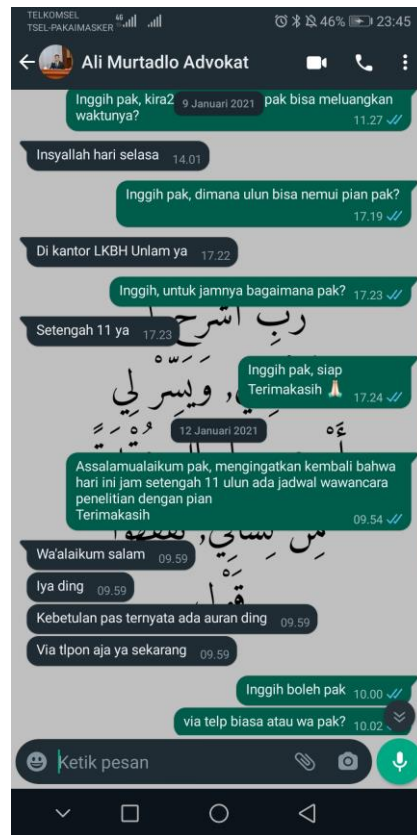 TELKOMSEL
TSEL-PAKAIMASKER
46% 23:45
Ali Murtadlo Advokat
Inggih pak, kira2 pak bisa meluangkan
waktunya?
11.27
9 Januari 2021
Insyallah hari selasa 14.01
Inggih pak, dimana ulun bisa nemui pian pak?
17.19
Di kantor LKBH Unlam ya 17.22
Inggih, untuk jamnya bagaimana pak? 17.23
Setengah 11 ya 17.23
Inggih pak, siap
Terimakasih 🙏🏻 17.24
12 Januari 2021
Assalamualaikum pak, mengingatkan kembali bahwa
hari ini jam setengah 11 ulun ada jadwal wawancara
penelitian dengan pian
Terimakasih 09.54
Wa'alaikum salam 09.59
Iya ding 09.59
Kebetulan pas ternyata ada auran ding 09.59
Via tlpon aja ya sekarang 09.59
Inggih boleh pak 10.00
via telp biasa atau wa pak? 10.02
Ketik pesan